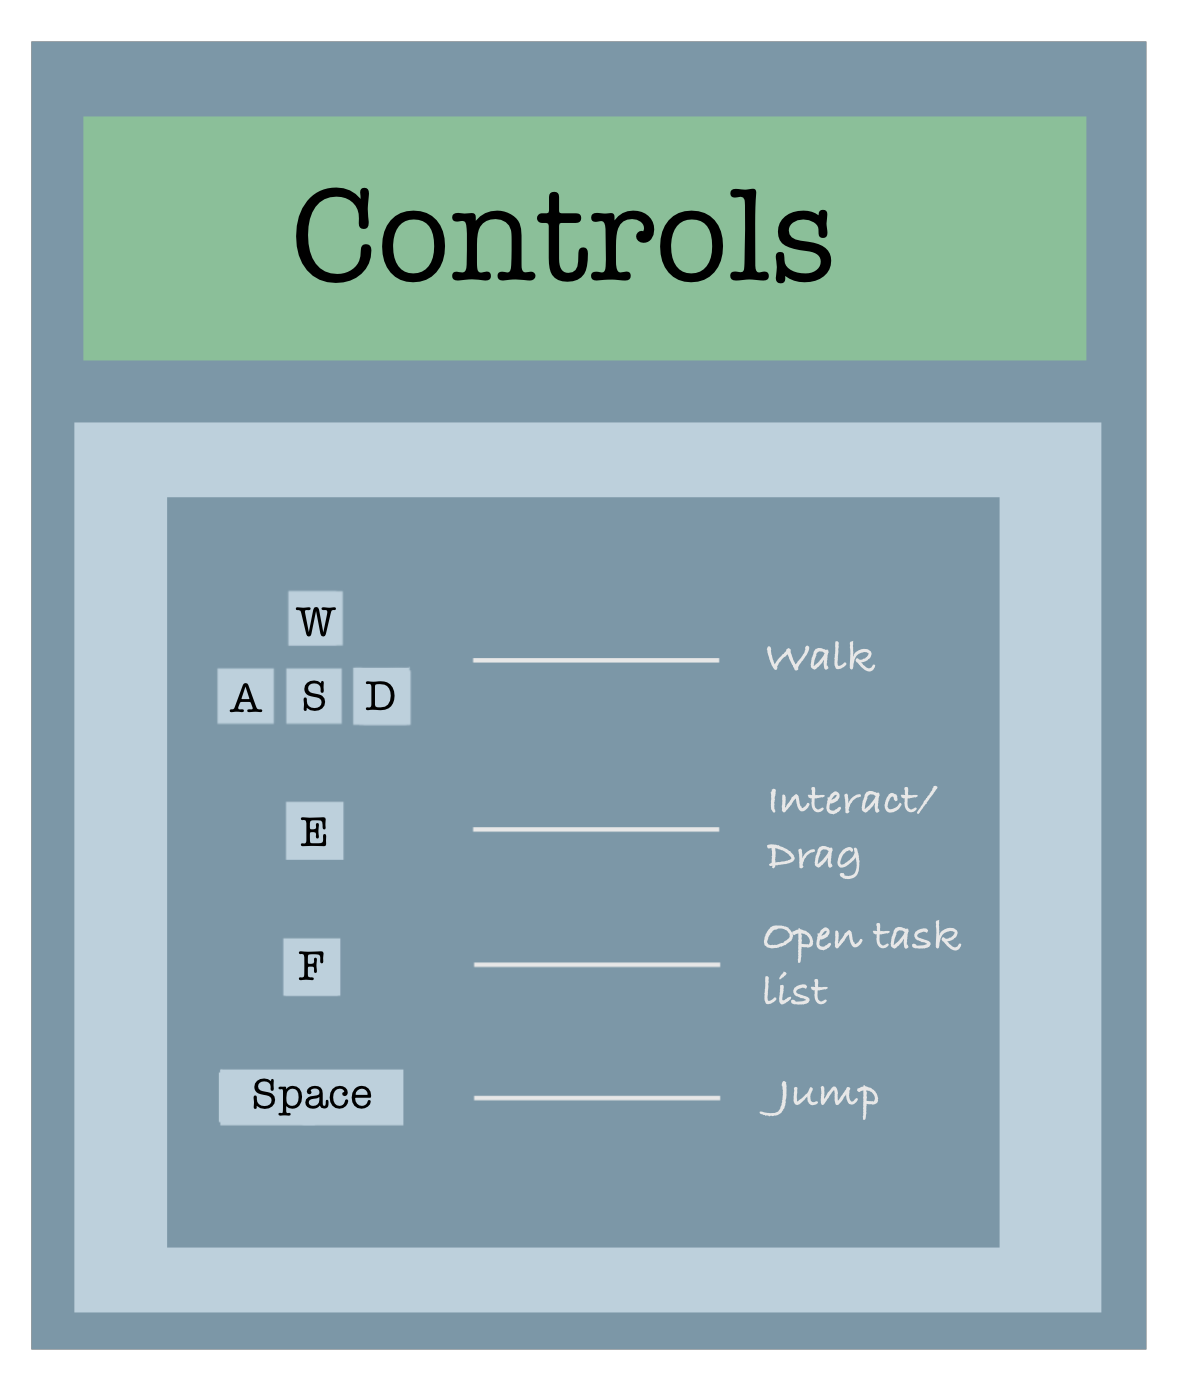 Controls
W
A S D
Walk
E
Interact/
Drag
F
Open task
list
Space
Jump